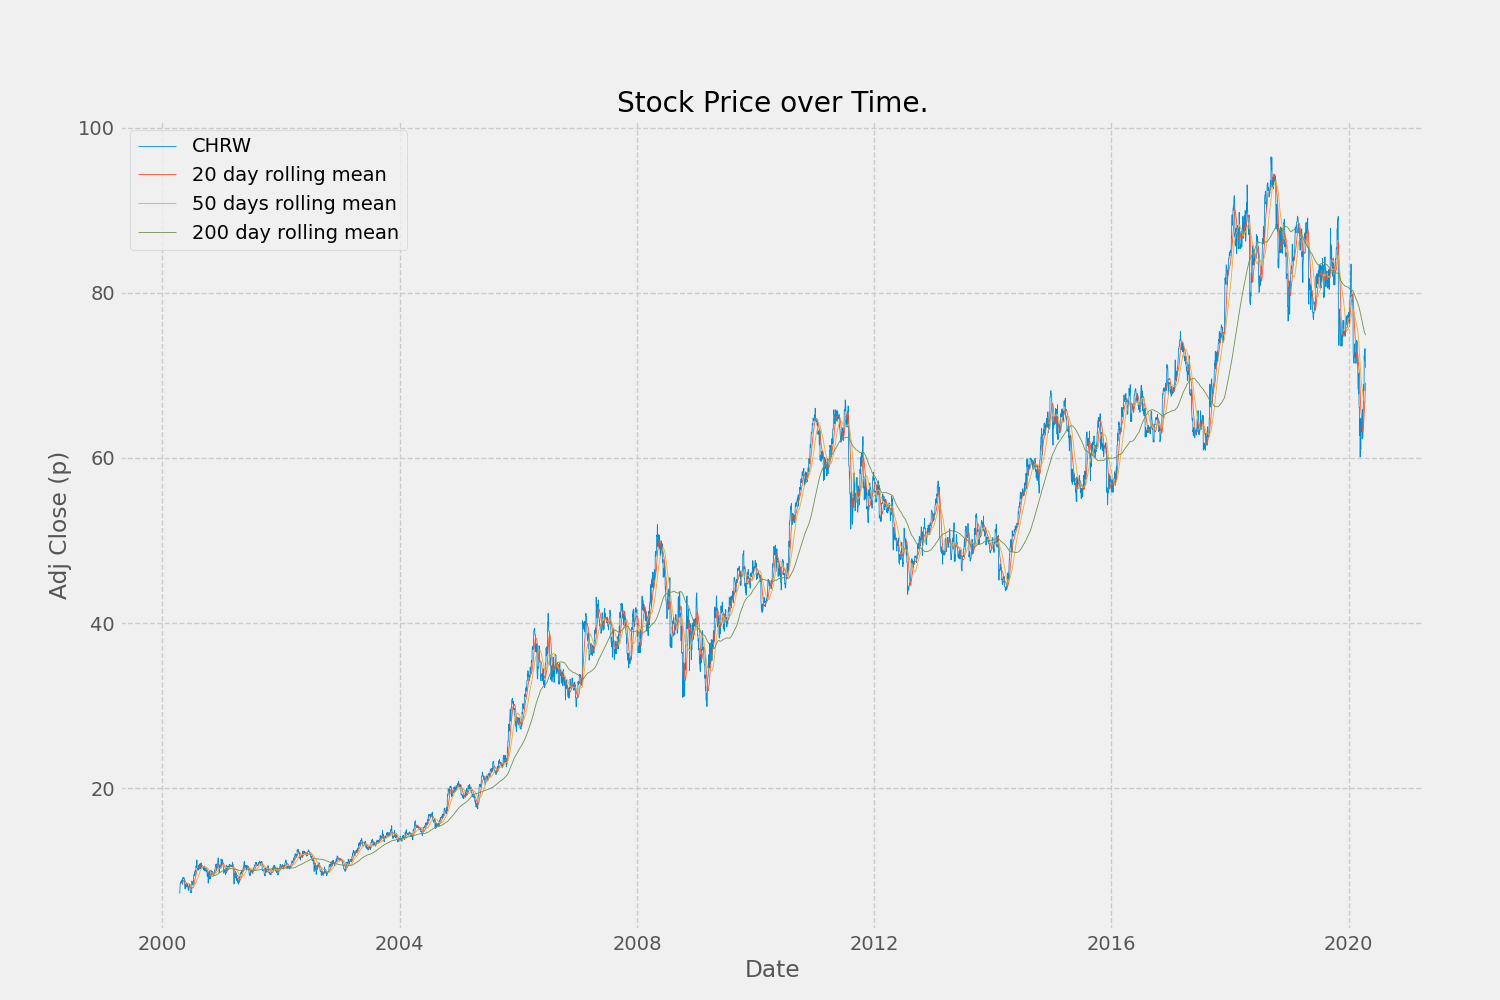 Stock Price over Time.
CHRW
20 day rolling mean
50 days rolling mean
200 day rolling mean
Adj Close (p)
100
80
60
40
20
2000 2004 2008 2012 2016 2020
Date